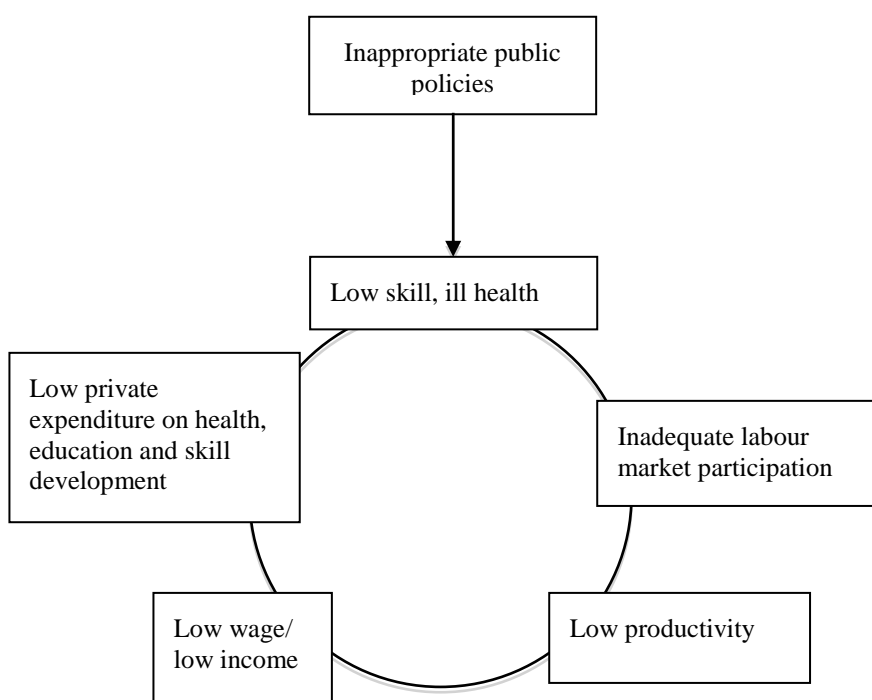 Inappropriate public
policies
Low skill, ill health
Low private
expenditure on health,
education and skill
development
Inadequate labour
market participation
Low wage/
low income
Low productivity